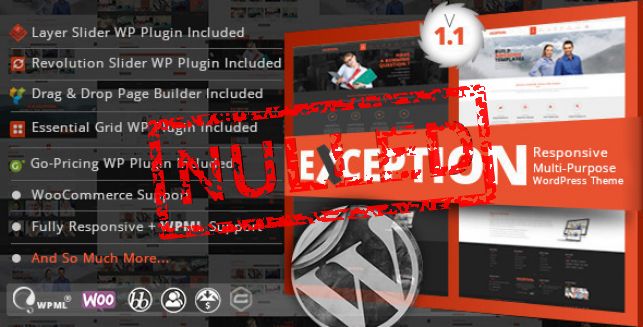 Layer Slider WP Plugin Included
Revolution Slider WP Plugin Included
Drag & Drop Page Builder Included
Essential Grid WP Plugin Included
Go-Pricing WP Plugin Included
WooCommerce Support
Fully Responsive + WPML Support
And So Much More...
WPML
WOO
V
1.1
NULLED
EXCEPTION
Responsive
Multi-Purpose
WordPress Theme